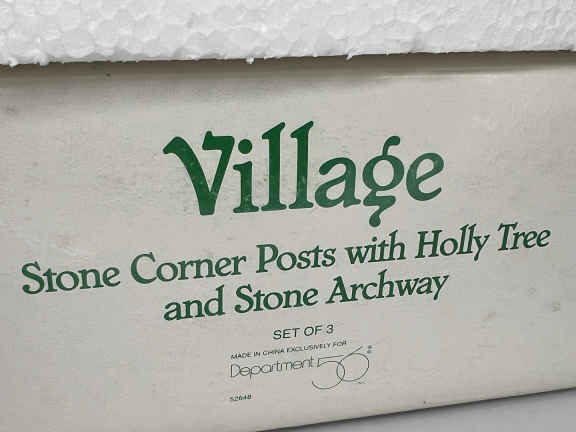 Village
Stone Corner Posts with Holly Tree
and Stone Archway
SET OF 3
MADE IN CHINA EXCLUSIVELY FOR
Department 56
52648